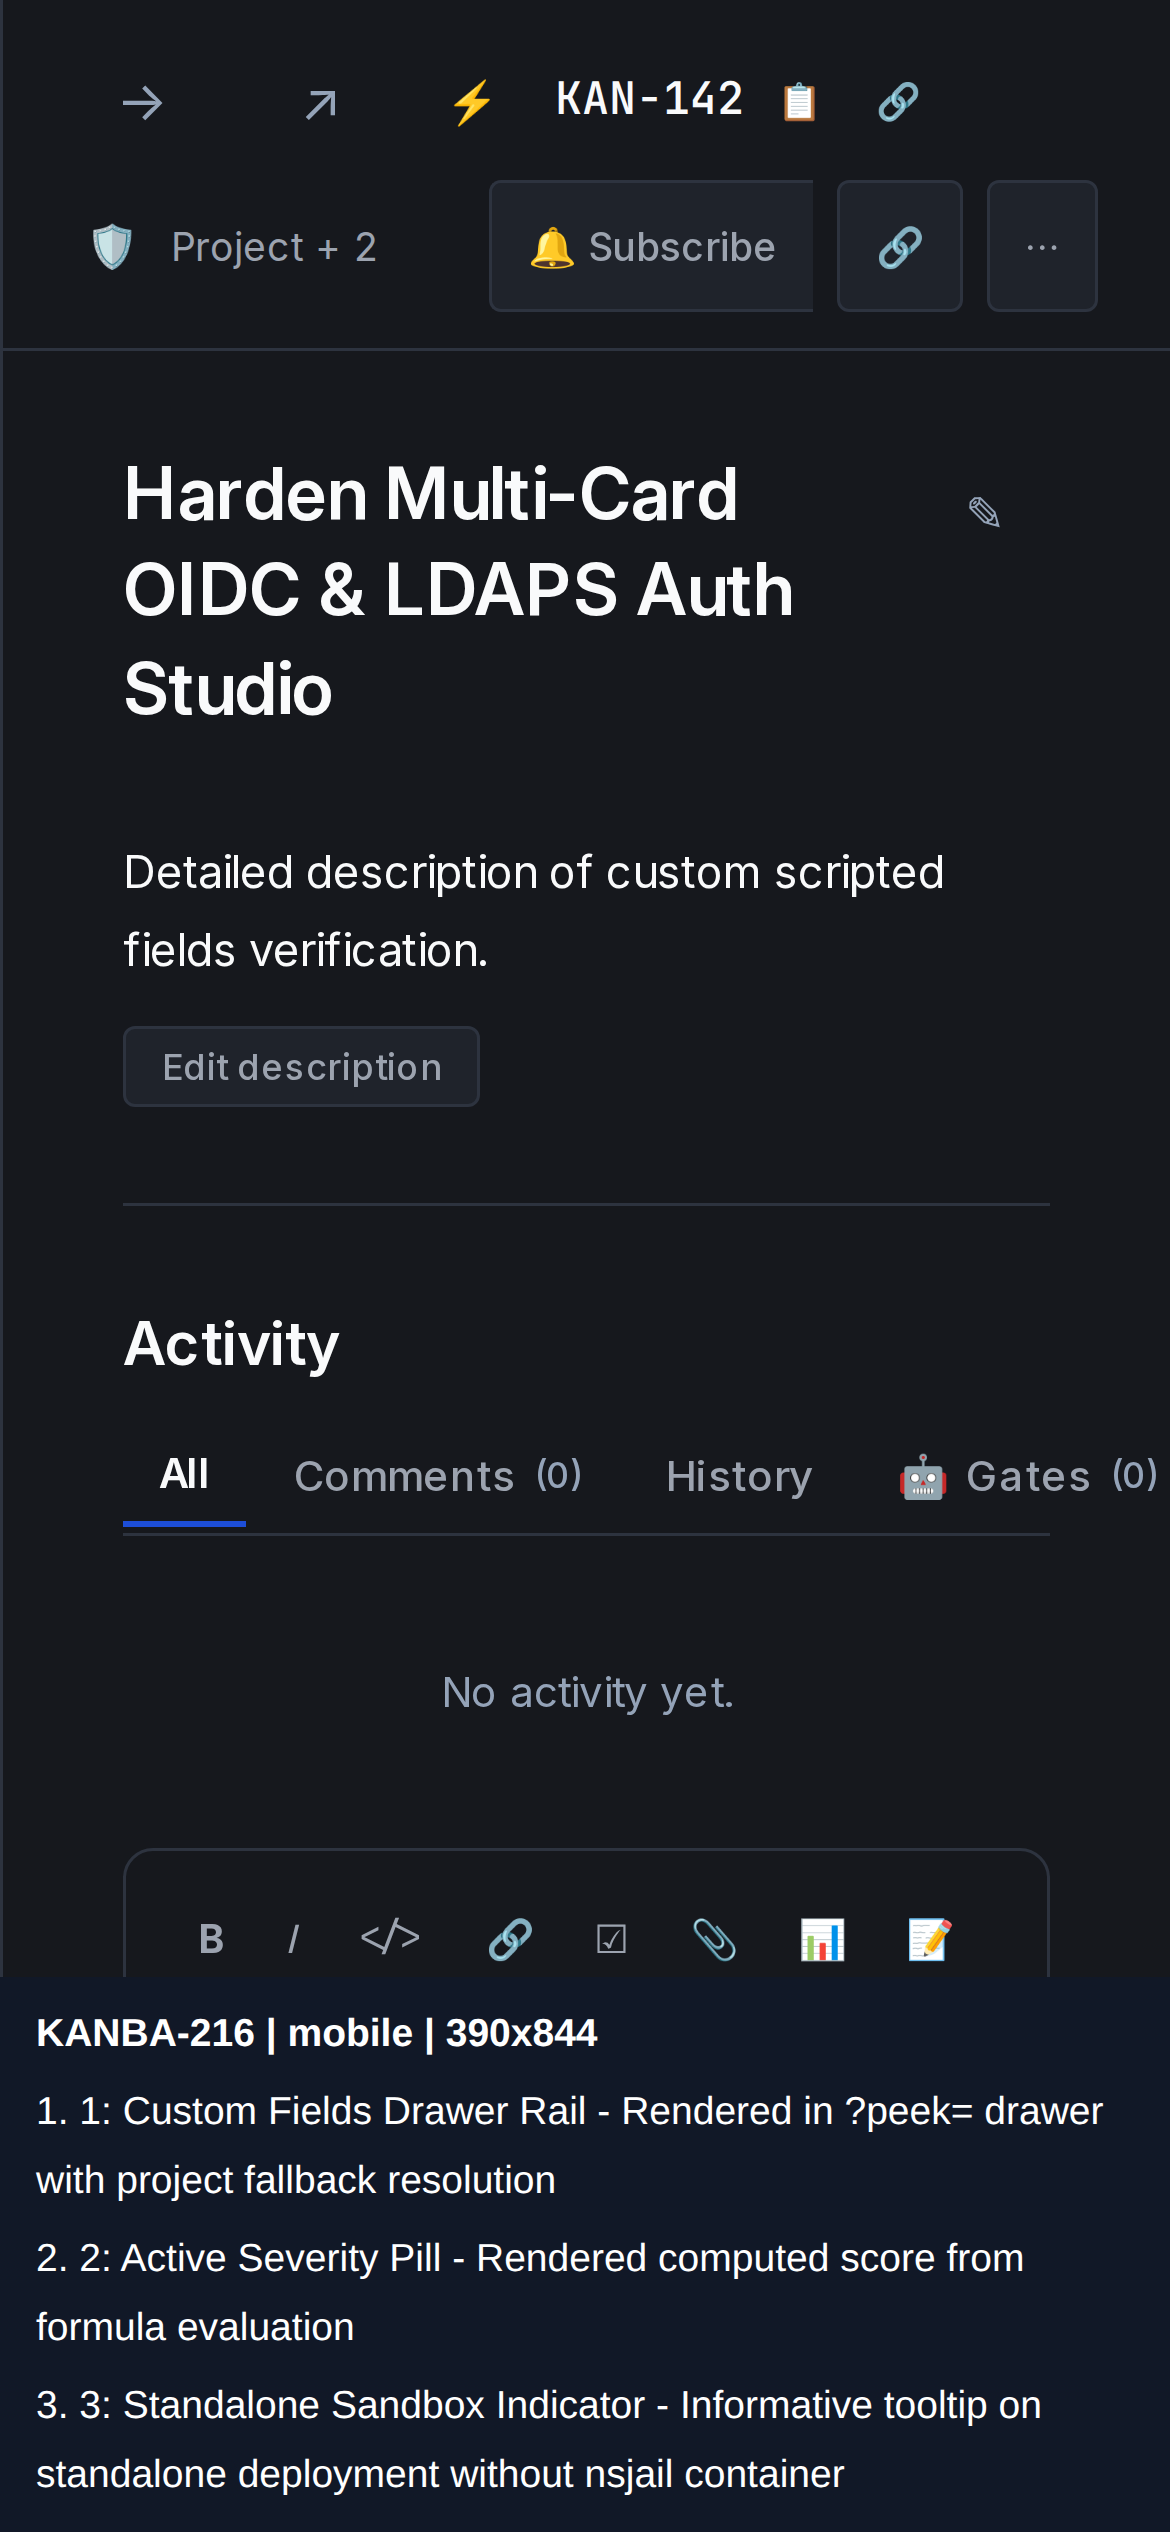 KAN-142
Project + 2
Subscribe
...
Harden Multi-Card
OIDC & LDAPS Auth
Studio
Detailed description of custom scripted
fields verification.
Edit description
Activity
All Comments (0) History Gates (0)
No activity yet.
B I </>
KANBA-216 | mobile | 390x844
1. 1: Custom Fields Drawer Rail - Rendered in ?peek= drawer
with project fallback resolution
2. 2: Active Severity Pill - Rendered computed score from
formula evaluation
3. 3: Standalone Sandbox Indicator - Informative tooltip on
standalone deployment without nsjail container